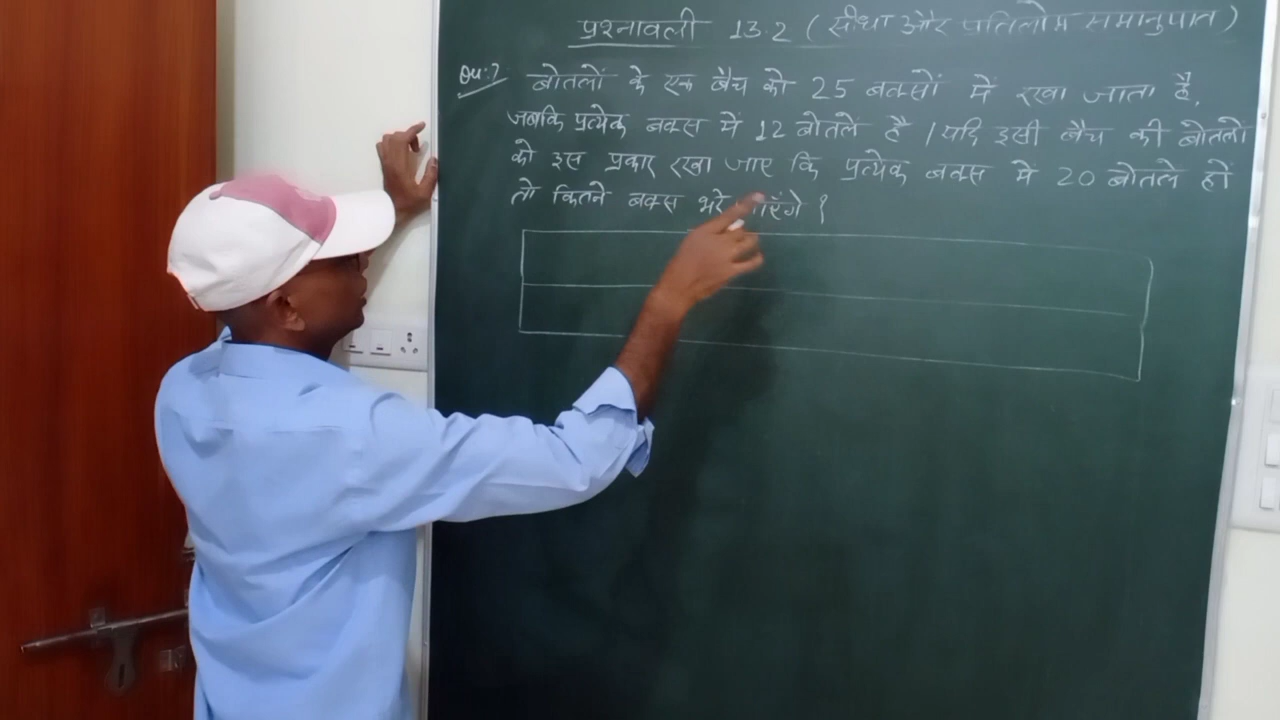 प्रश्नावली 13.2 (सीधा और प्रतिलोम समानुपात)
Qu:7 बोतलों के एक बैच को 25 बक्सों में रखा जाता है,
जबकि प्रत्येक बक्स में 12 बोतलें है। यदि इसी बैच की बोतलों
को इस प्रकार रखा जाए कि प्रत्येक बक्स में 20 बोतले हों
तो कितने बक्स भरे ?